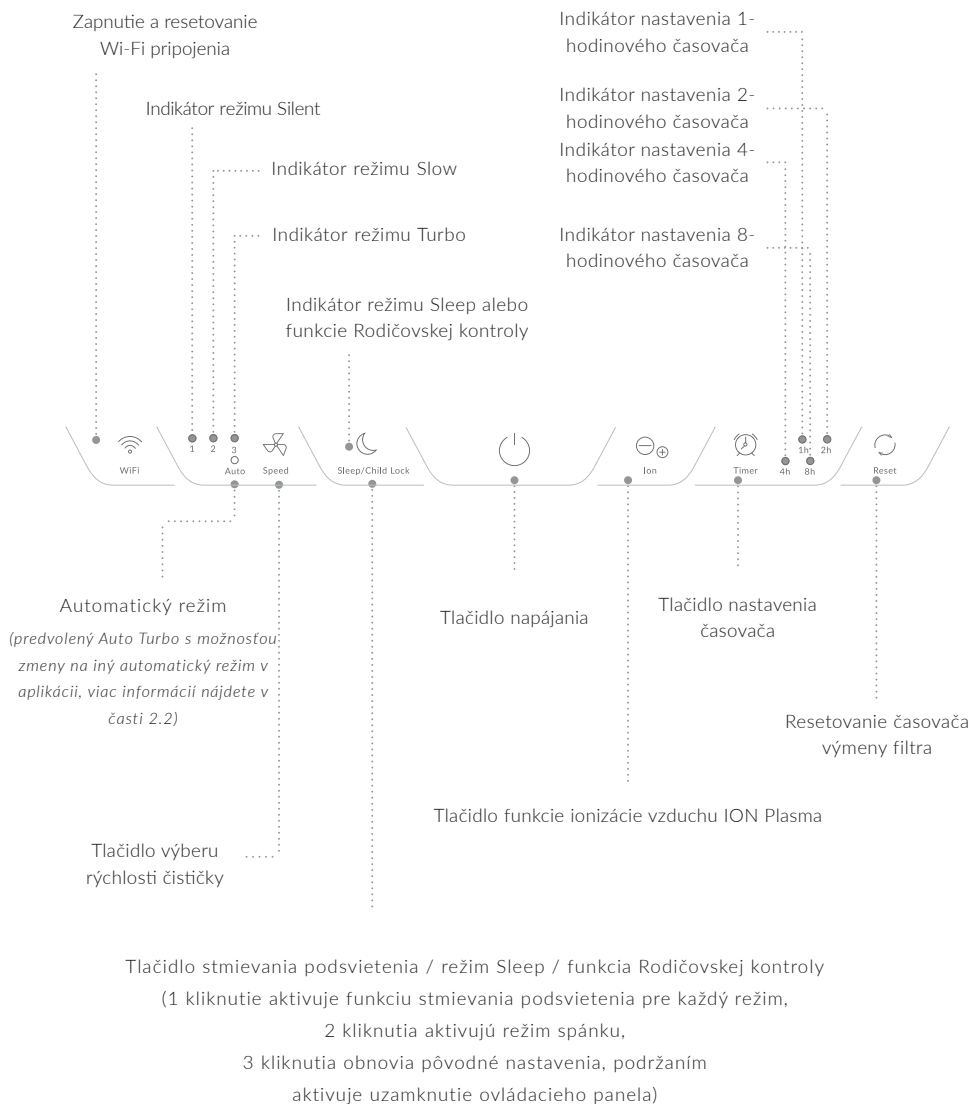 Zapnutie a resetovanie
Wi-Fi pripojenia
Indikátor režimu Silent
Indikátor režimu Slow
Indikátor režimu Turbo
Indikátor režimu Sleep alebo
funkcie Rodičovskej kontroly
Indikátor nastavenia 1-
hodinového časovača
Indikátor nastavenia 2-
hodinového časovača
Indikátor nastavenia 4-
hodinového časovača
Indikátor nastavenia 8-
hodinového časovača
WiFi
1 2 3
Auto
Speed
Sleep/Child Lock
Ion
Timer
1h 2h
4h 8h
Reset
Automatický režim
(predvolený Auto Turbo s možnosťou
zmeny na iný automatický režim v
aplikácii, viac informácií nájdete v
časti 2.2)
Tlačidlo napájania
Tlačidlo nastavenia
časovača
Resetovanie časovača
výmeny filtra
Tlačidlo funkcie ionizácie vzduchu ION Plasma
Tlačidlo výberu
rýchlosti čističky
Tlačidlo stmievania podsvietenia / režim Sleep / funkcia Rodičovskej kontroly
(1 kliknutie aktivuje funkciu stmievania podsvietenia pre každý režim,
2 kliknutia aktivujú režim spánku,
3 kliknutia obnovia pôvodné nastavenia, podržaním
aktivuje uzamknutie ovládacieho panela)